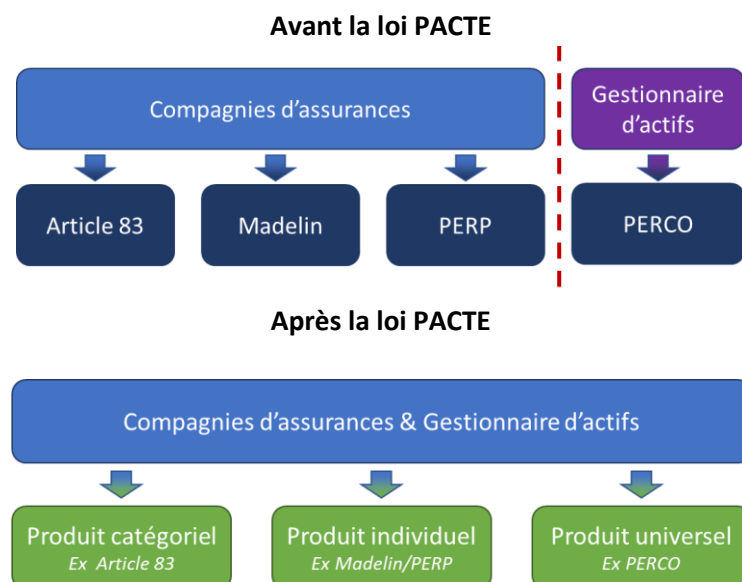 Avant la loi PACTE
Compagnies d'assurances
Gestionnaire
d'actifs
Article 83
Madelin
PERP
PERCO
Après la loi PACTE
Compagnies d'assurances & Gestionnaire d'actifs
Produit catégoriel
Ex Article 83
Produit individuel
Ex Madelin/PERP
Produit universel
Ex PERCO